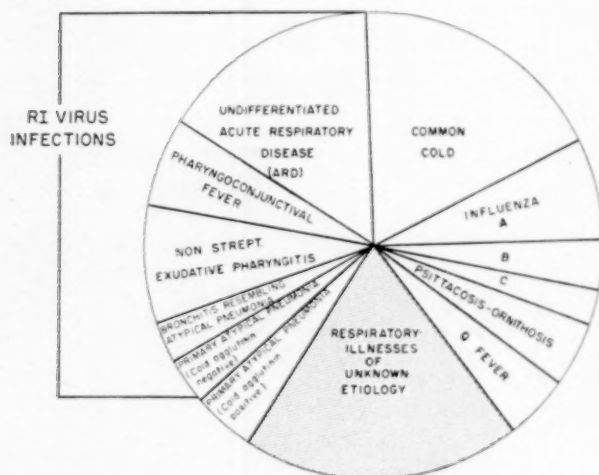 RI VIRUS
INFECTIONS
UNDIFFERENTIATED
ACUTE RESPIRATORY
DISEASE
(ARD)
COMMON
COLD
PHARYNGOCONJUNCTIVAL
FEVER
INFLUENZA
A
B
C
NON STREPT.
EXUDATIVE PHARYNGITIS
PSITTACOSIS-ORNITHOSIS
Q FEVER
BRONCHITIS RESEMBLING
ATYPICAL PNEUMONIA
PRIMARY ATYPICAL PNEUMONIA
(Cold agglutinin
negative)
PRIMARY ATYPICAL PNEUMONIA
(Cold agglutinin
positive)
RESPIRATORY-
ILLNESSES
OF
UNKNOWN
ETIOLOGY